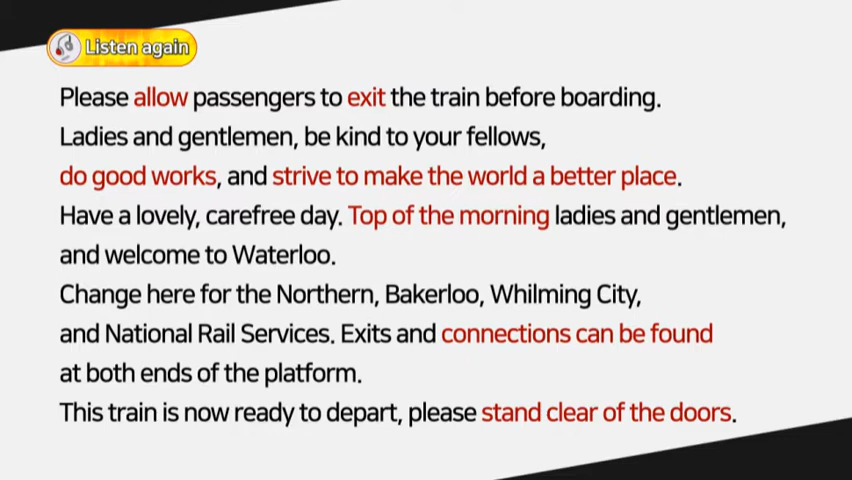 Listen again
Please allow passengers to exit the train before boarding.
Ladies and gentlemen, be kind to your fellows,
do good works, and strive to make the world a better place.
Have a lovely, carefree day. Top of the morning ladies and gentlemen,
and welcome to Waterloo.
Change here for the Northern, Bakerloo, Whilming City,
and National Rail Services. Exits and connections can be found
at both ends of the platform.
This train is now ready to depart, please stand clear of the doors.